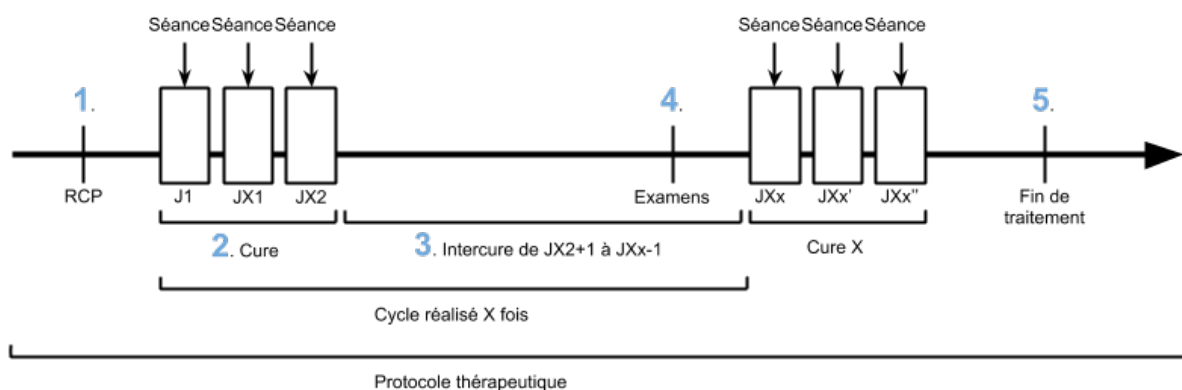 Séance Séance Séance Séance Séance Séance
1. 4. 5.
RCP J1 JX1 JX2 Examens JXx JXx' JXx" Fin de
traitement
2. Cure 3. Intercure de JX2+1 à JXx-1 Cure X
Cycle réalisé X fois
Protocole thérapeutique